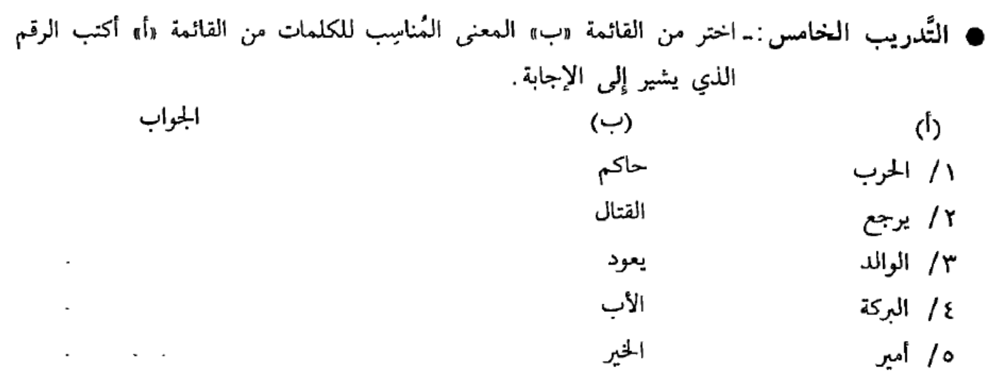 ● التَّدريب الخامس :ـ اختر من القائمة «ب» المعنى المُناسِب للكلمات من القائمة «أ» أكتب الرقم
الذي يشير إِلى الإجابة .
(أ) (ب) الجواب
١/ الحرب حاكم
٢/ يرجع القتال
٣/ الوالد يعود
٤/ البركة الأب
٥/ أمير الخير